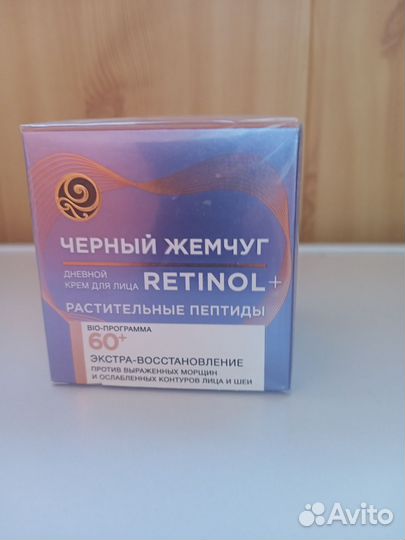 ЧЕРНЫЙ ЖЕМЧУГ
ДНЕВНОЙ
КРЕМ ДЛЯ ЛИЦА RETINOL+
РАСТИТЕЛЬНЫЕ ПЕПТИДЫ
BIO-ПРОГРАММА
60+
ЭКСТРА-ВОССТАНОВЛЕНИЕ
ПРОТИВ ВЫРАЖЕННЫХ МОРЩИН
И ОСЛАБЛЕННЫХ КОНТУРОВ ЛИЦА И ШЕИ
Avito